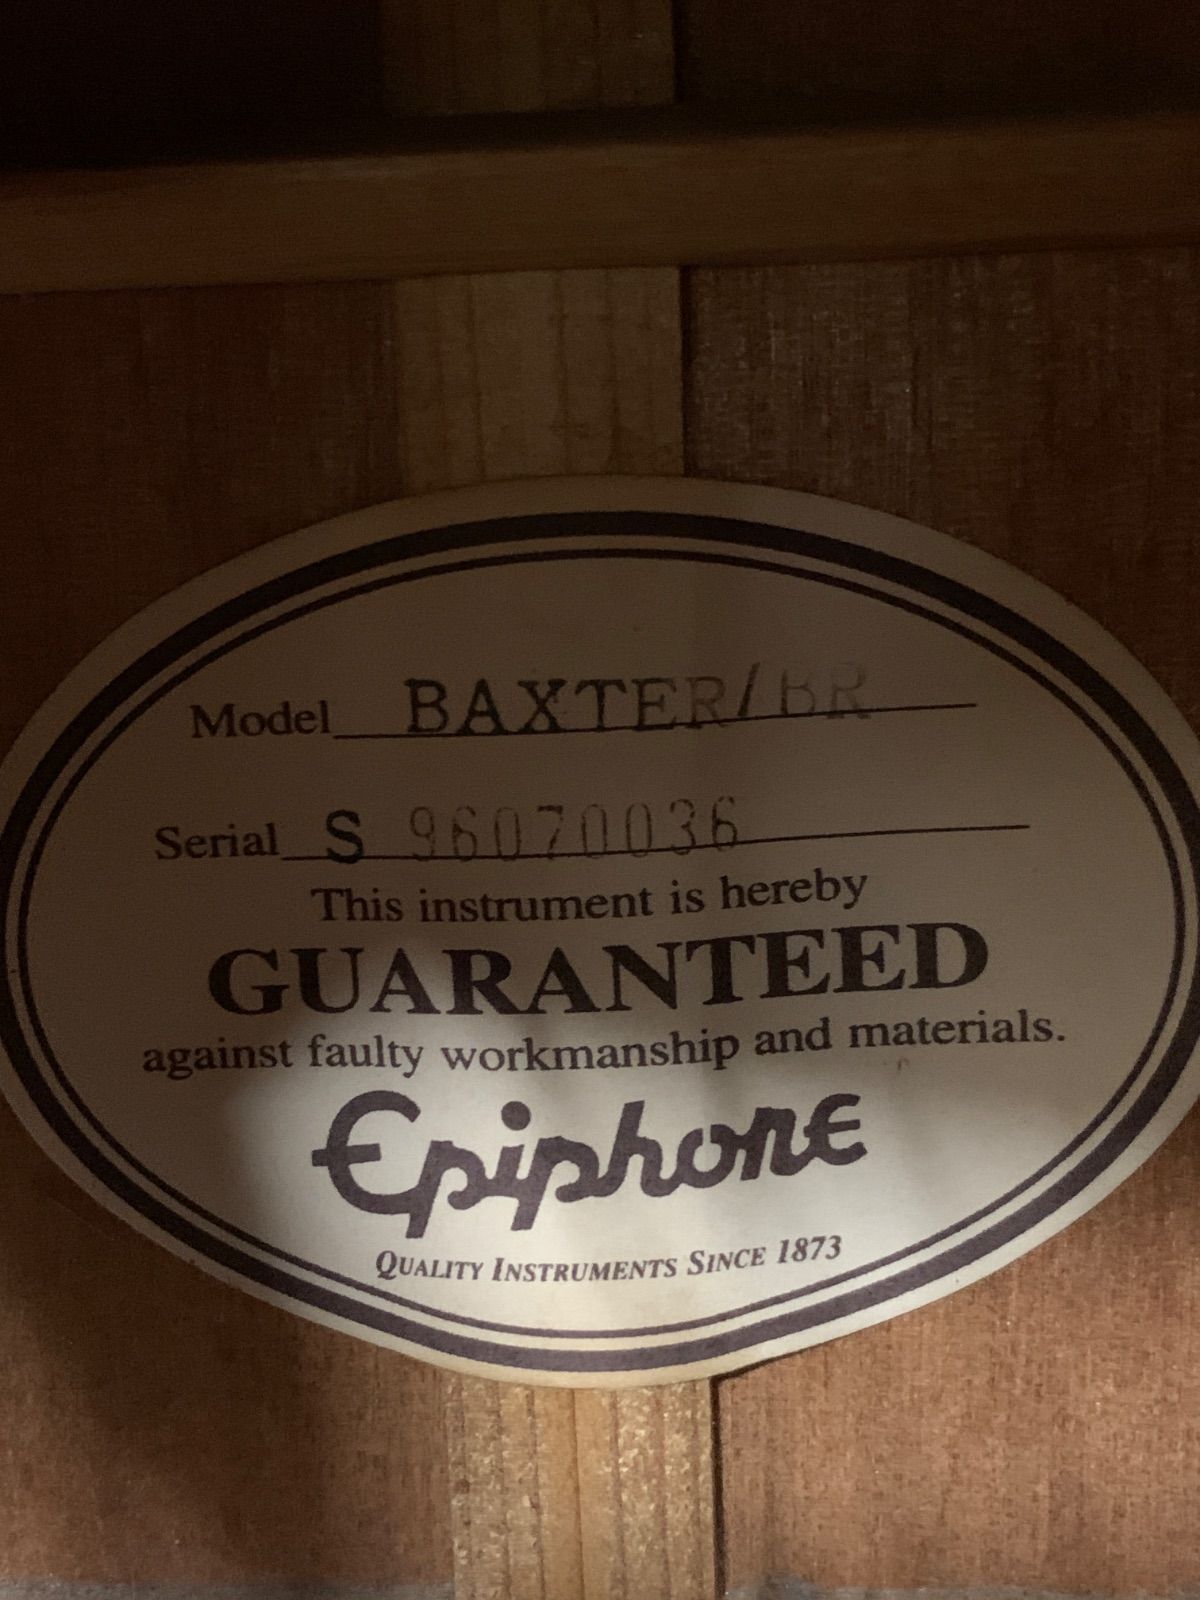 Model BAXTER/BR
Serial S 96070036
This instrument is hereby
GUARANTEED
against faulty workmanship and materials.
Epiphone
QUALITY INSTRUMENTS SINCE 1873